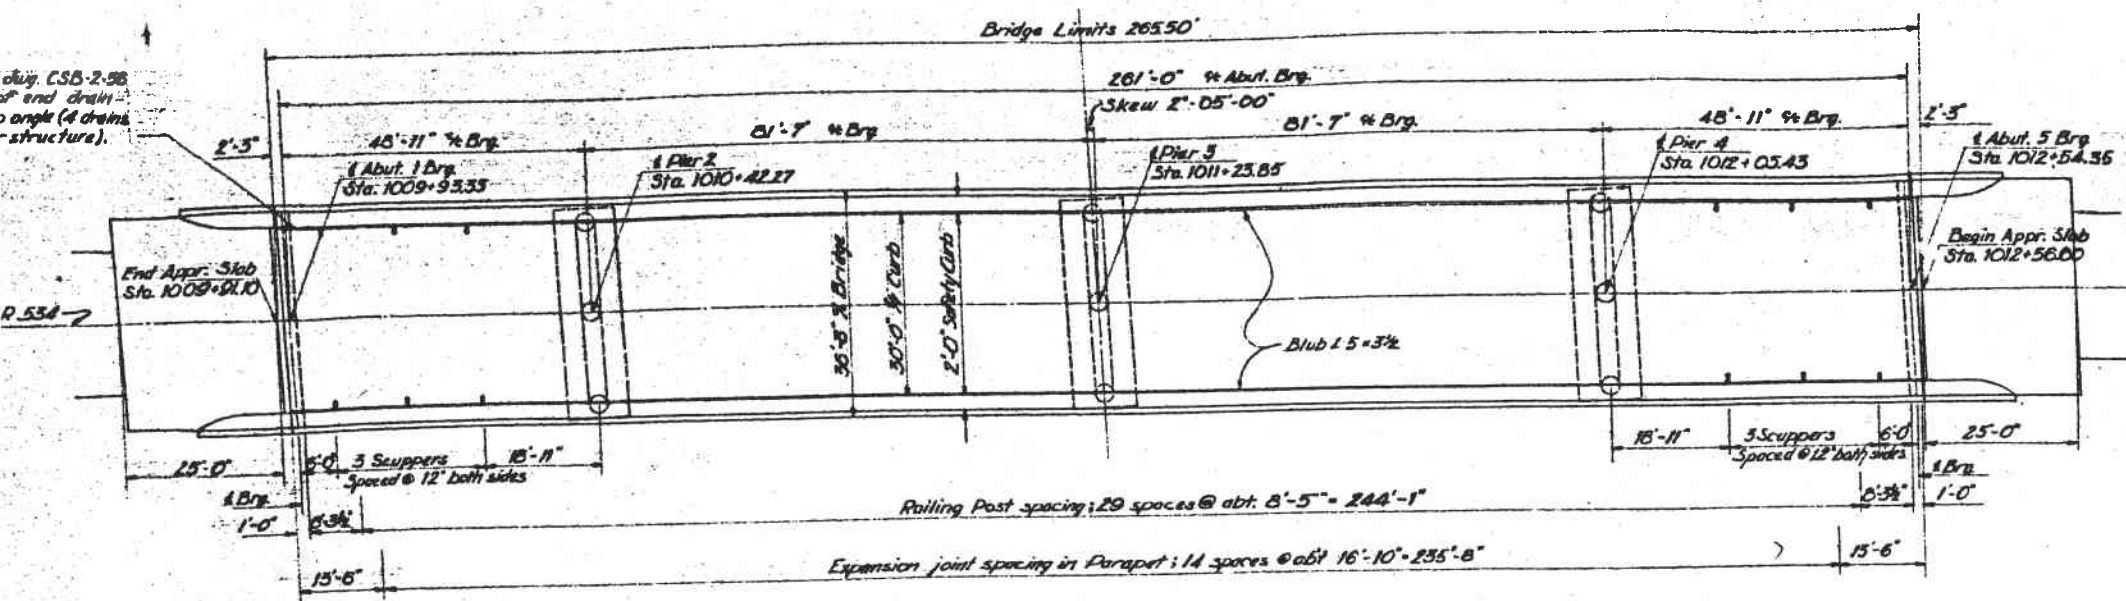 Bridge Limits 265.50'
dwg. CSB-2-58
of end drain-
angle (4 drains
structure).
261'-0" % Abut. Brg.
Skew 2°-05'-00"
2'-3"
48'-11" % Brg.
81'-7" % Brg.
81'-7" % Brg.
48'-11" % Brg.
2'-3"
℄ Abut. 1 Brg.
Sta. 1009+93.35
℄ Pier 2
Sta. 1010+42.27
℄ Pier 3
Sta. 1011+23.85
℄ Pier 4
Sta. 1012+05.43
℄ Abut. 5 Brg.
Sta. 1012+54.35
End Appr. Slab
Sta. 1009+91.10
36'-8" % Bridge
30'-0" % Curb
2'-0" Safety Curb
Begin Appr. Slab
Sta. 1012+56.60
R 534
Blub L 5 × 3½
25'-0"
6'-0"
3 Scuppers
Spaced @ 12' both sides
18'-11"
18'-11"
3 Scuppers
Spaced @ 12' both sides
6'-0"
25'-0"
℄ Brg.
1'-0"
8'-3½"
Railing Post spacing; 29 spaces @ abt. 8'-5" = 244'-1"
8'-3½"
℄ Brg.
1'-0"
15'-6"
Expansion joint spacing in Parapet; 14 spaces @ abt 16'-10" = 235'-8"
15'-6"